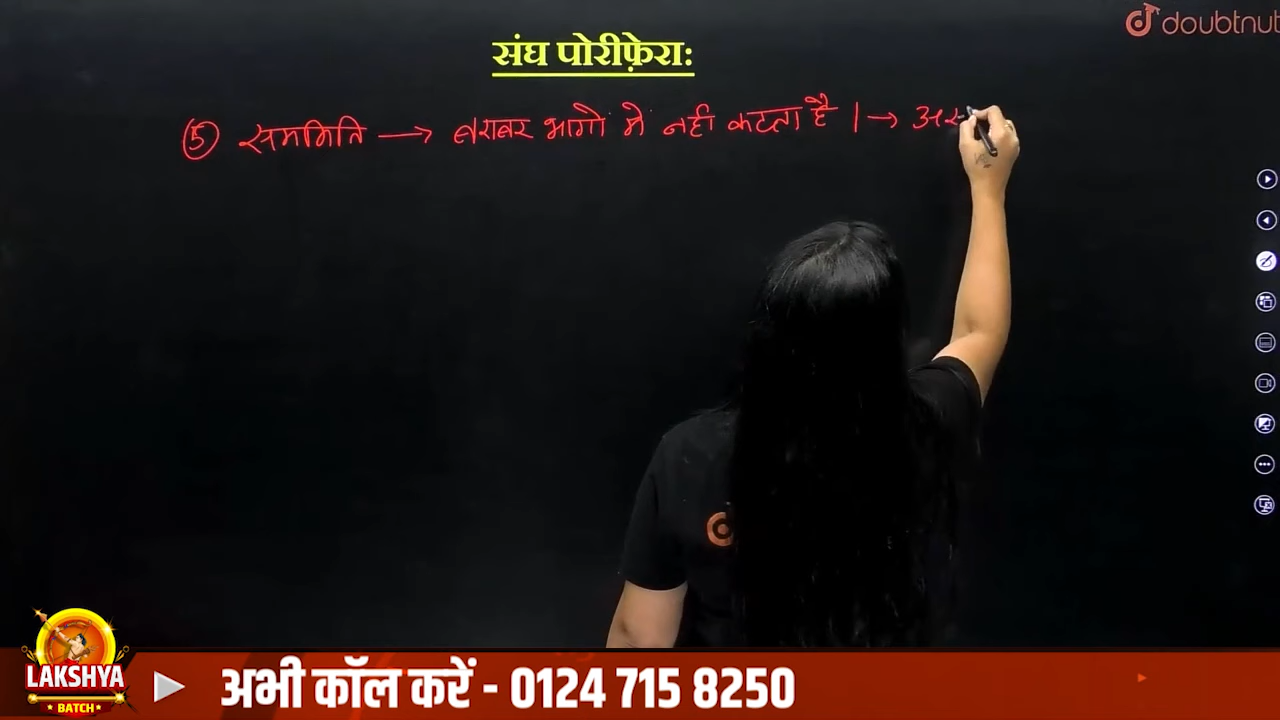 doubtnut
संघ पोरीफ़ेरा:
⑤ सममिति → बराबर भागो मे नही कटता है । → अस
LAKSHYA
BATCH
अभी कॉल करें - 0124 715 8250